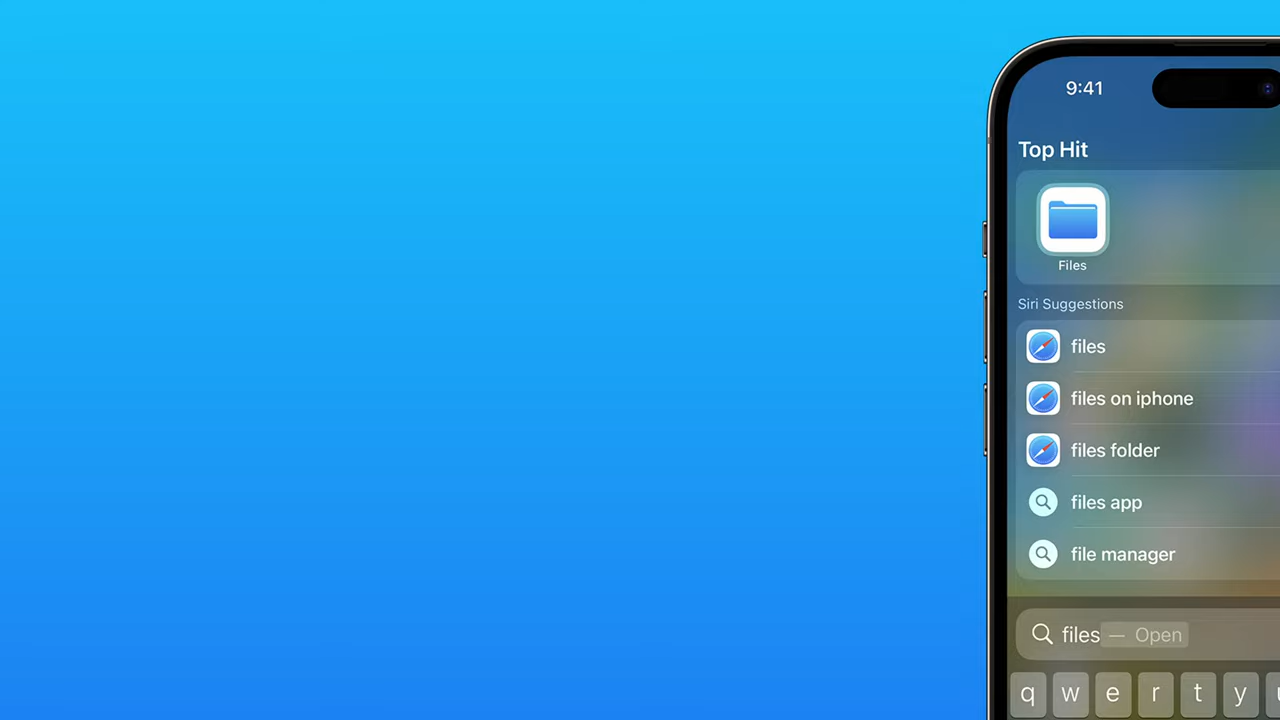 9:41
Top Hit
Files
Siri Suggestions
files
files on iphone
files folder
files app
file manager
files — Open
q w e r t y